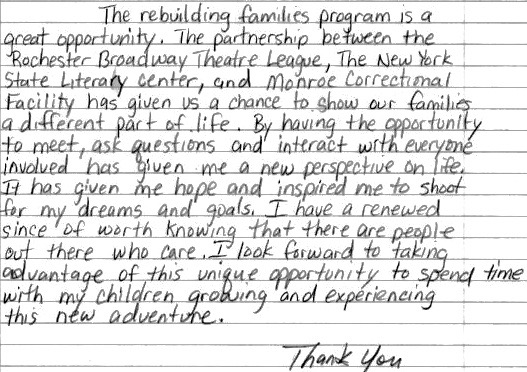 The rebuilding families program is a
great opportunity. The partnership between the
Rochester Broadway Theatre League, The New York
State Literary center, and Monroe Correctional
Facility has given us a chance to show our families
a different part of life. By having the opportunity
to meet, ask questions and interact with everyone
involved has given me a new perspective on life.
It has given me hope and inspired me to shoot
for my dreams and goals. I have a renewed
since of worth knowing that there are people
out there who care. I look forward to taking
advantage of this unique opportunity to spend time
with my children growing and experiencing
this new adventure.
Thank You